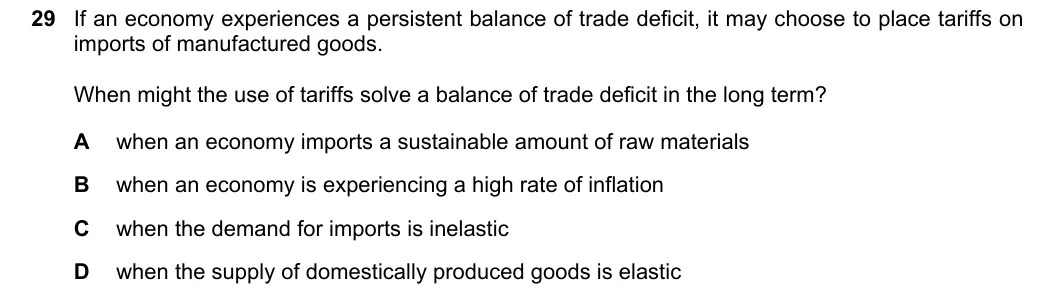 29 If an economy experiences a persistent balance of trade deficit, it may choose to place tariffs on
imports of manufactured goods.
When might the use of tariffs solve a balance of trade deficit in the long term?
A when an economy imports a sustainable amount of raw materials
B when an economy is experiencing a high rate of inflation
C when the demand for imports is inelastic
D when the supply of domestically produced goods is elastic